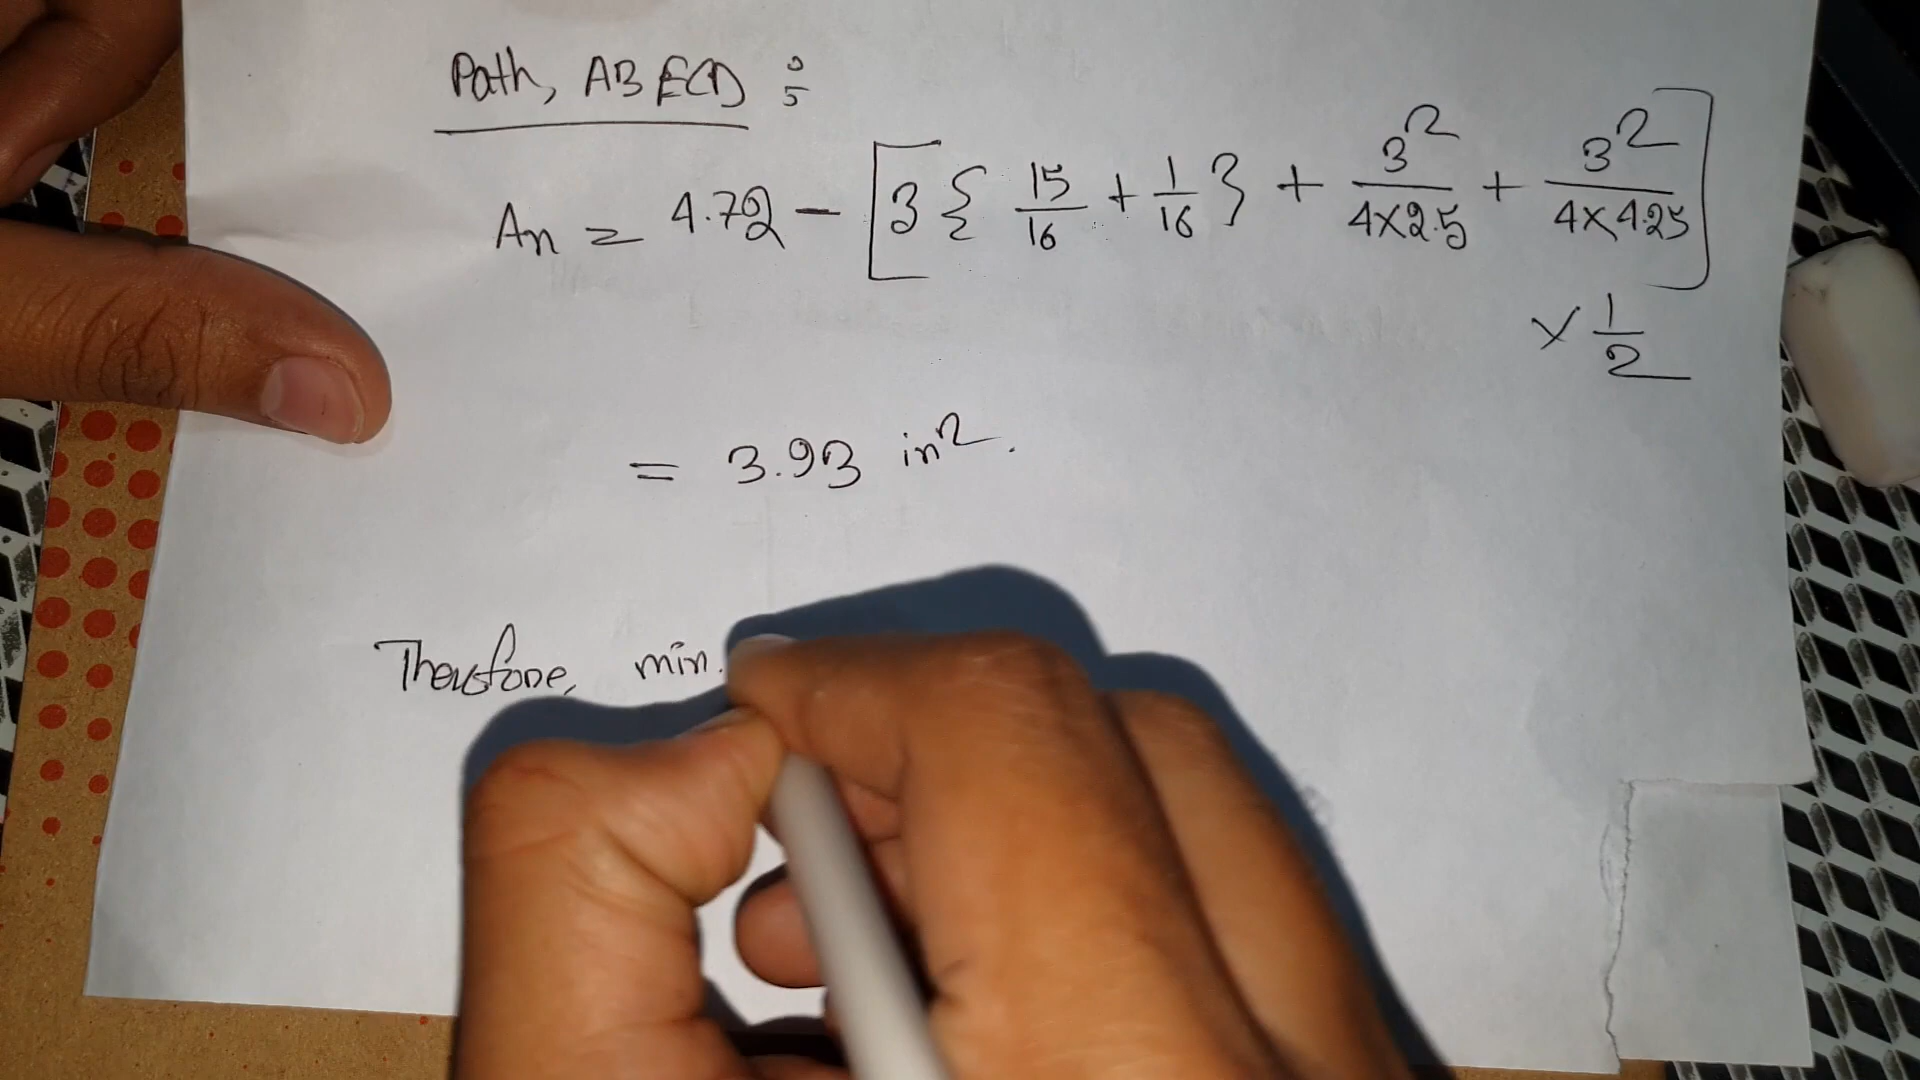 Path, ABECD :
An = 4.72 - [3{15/16 + 1/16} + 3²/4×2.5 + 3²/4×4.25]
× 1/2
= 3.93 in².
Therefore, min.